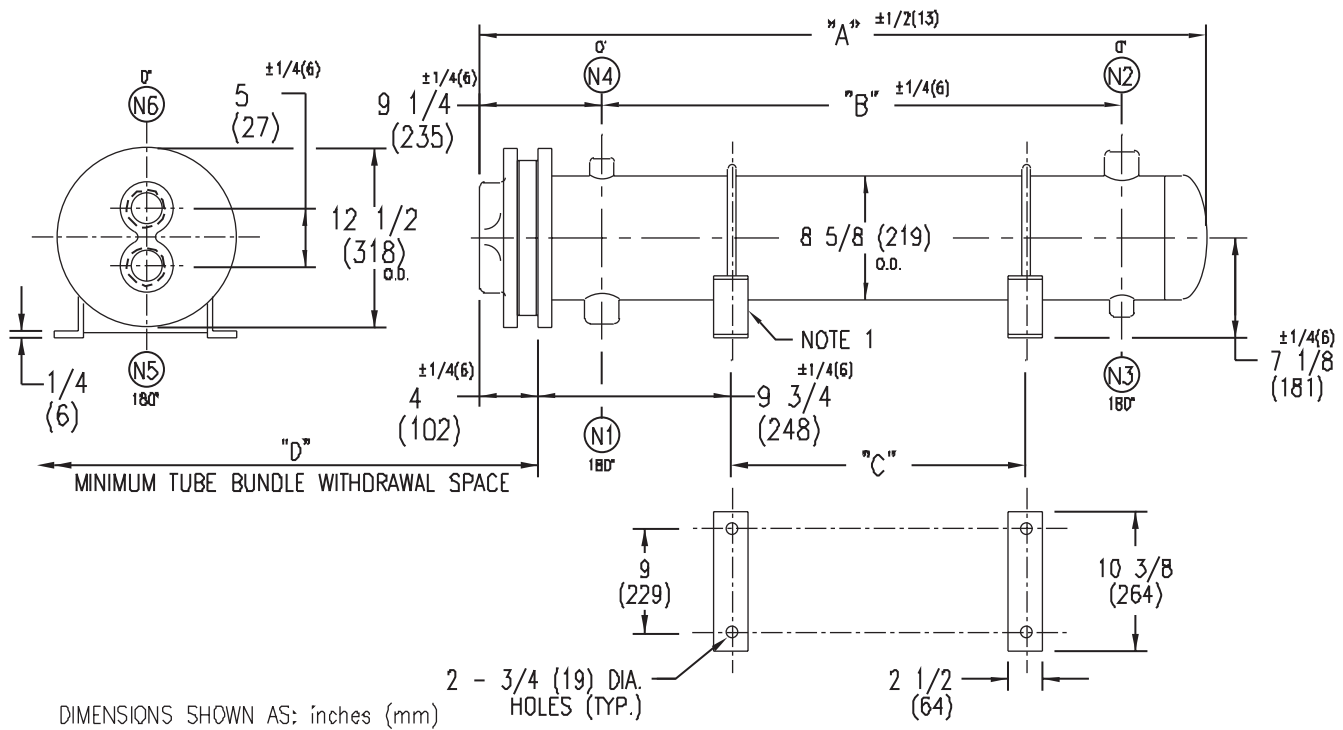 "A" ±1/2(13)
0°
N4
0°
N2
0°
N6
5 ±1/4(6)
(27)
9 1/4 ±1/4(6)
(235)
"B" ±1/4(6)
12 1/2
(318)
O.D.
8 5/8 (219)
O.D.
NOTE 1
1/4
(6)
N5
180°
4 ±1/4(6)
(102)
N1
180°
9 3/4 ±1/4(6)
(248)
N3
180°
7 1/8 ±1/4(6)
(181)
"D"
MINIMUM TUBE BUNDLE WITHDRAWAL SPACE
"C"
9
(229)
10 3/8
(264)
2 - 3/4 (19) DIA.
HOLES (TYP.)
2 1/2
(64)
DIMENSIONS SHOWN AS: inches (mm)